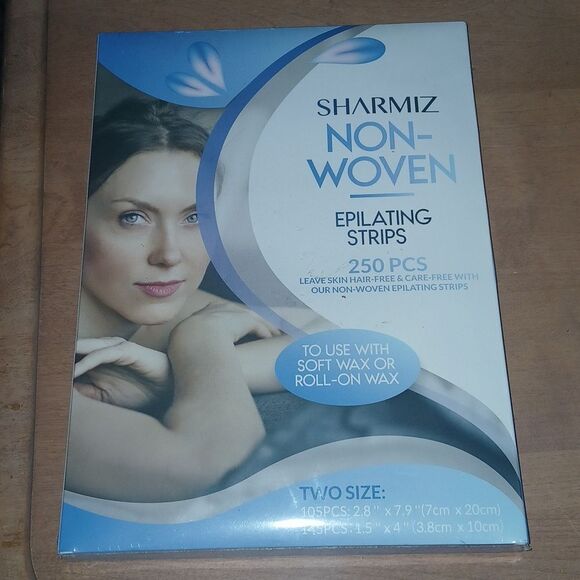 SHARMIZ
NON-
WOVEN
EPILATING
STRIPS
250 PCS
LEAVE SKIN HAIR-FREE & CARE-FREE WITH
OUR NON-WOVEN EPILATING STRIPS
TO USE WITH
SOFT WAX OR
ROLL-ON WAX
TWO SIZE:
105PCS: 2.8 '' x 7.9 ''(7cm x 20cm)
145PCS: 1.5 '' x 4 '' (3.8cm x 10cm)